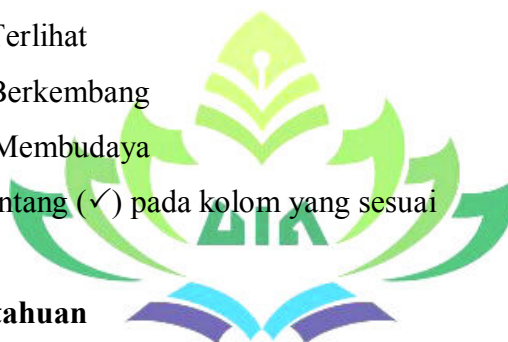 Terlihat
Berkembang
Membudaya
ntang (✓) pada kolom yang sesuai
tahuan